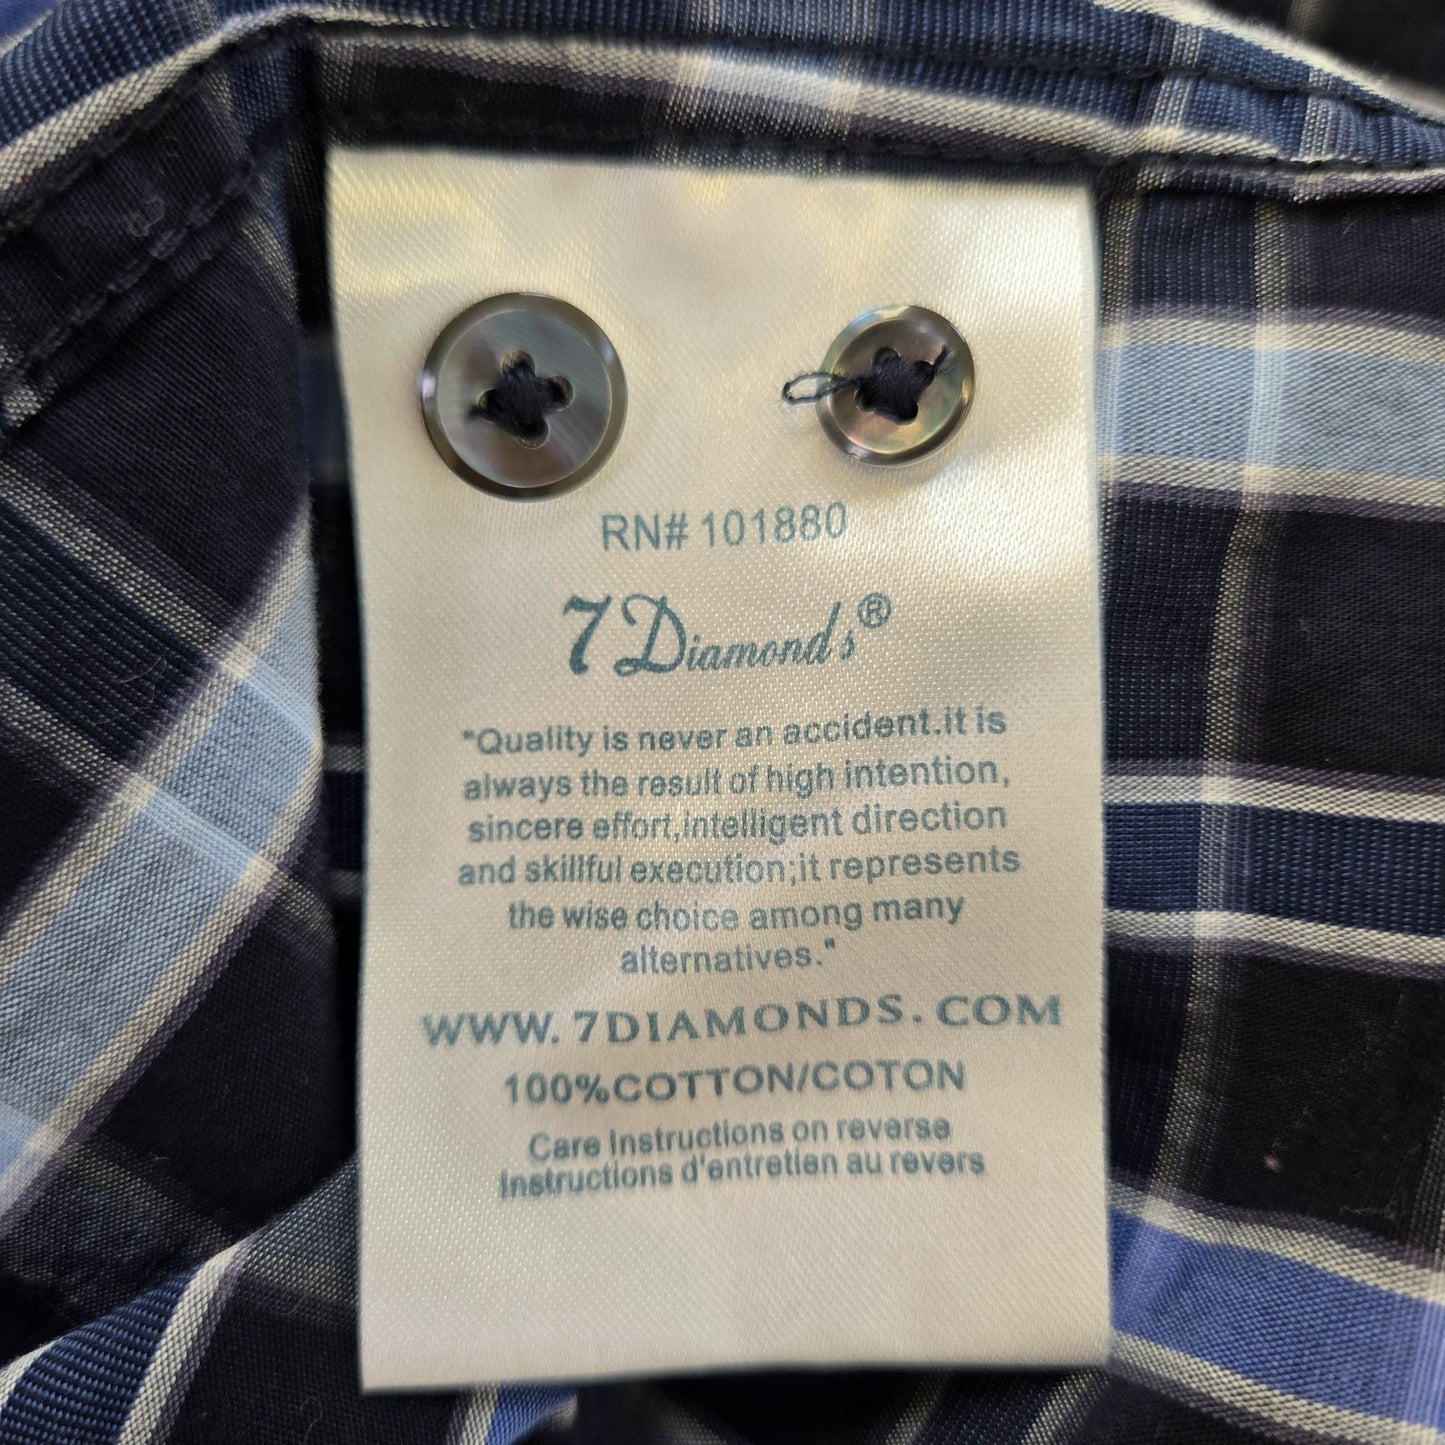 RN# 101880
7 Diamonds®
"Quality is never an accident.it is
always the result of high intention,
sincere effort,intelligent direction
and skillful execution;it represents
the wise choice among many
alternatives."
WWW.7DIAMONDS.COM
100%COTTON/COTON
Care Instructions on reverse
Instructions d'entretien au revers